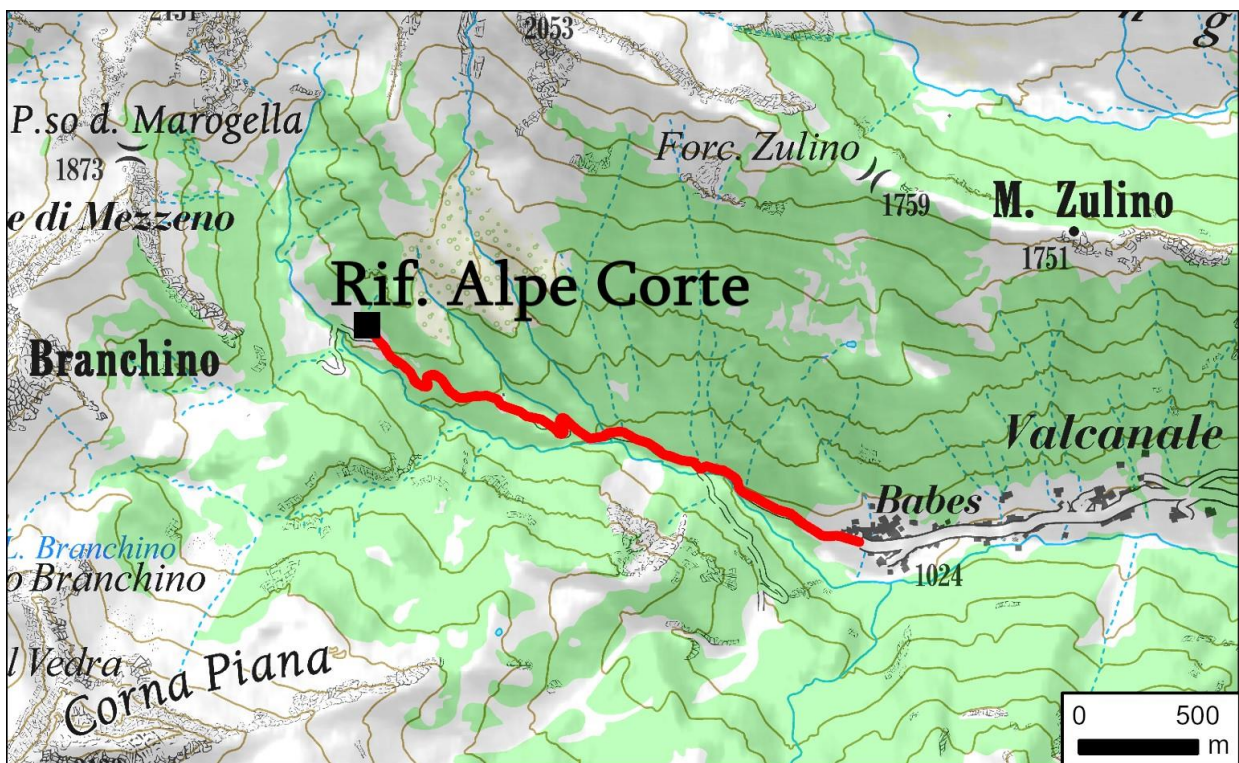 2053
g
P.so d. Marogella
1873
Forc. Zulino
1759
e di Mezzeno
M. Zulino
1751
Rif. Alpe Corte
Branchino
Valcanale
Babes
L. Branchino
o Branchino
1024
l Vedra
Corna Piana
0 500
m